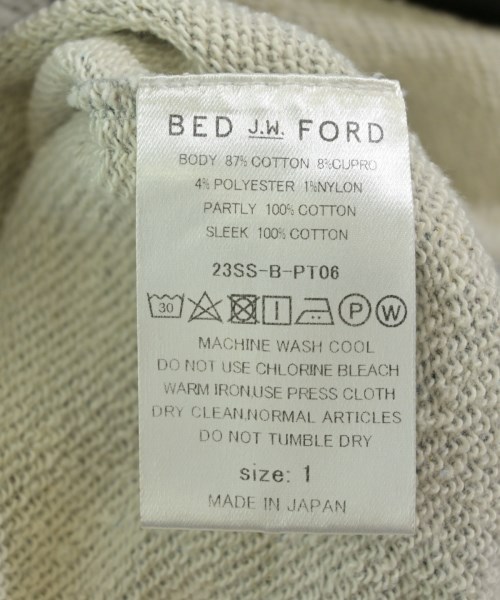 BED J.W. FORD
BODY 87% COTTON 8%CUPRO
4% POLYESTER 1%NYLON
PARTLY 100% COTTON
SLEEK 100% COTTON
23SS-B-PT06
30 P W
MACHINE WASH COOL
DO NOT USE CHLORINE BLEACH
WARM IRON.USE PRESS CLOTH
DRY CLEAN.NORMAL ARTICLES
DO NOT TUMBLE DRY
size: 1
MADE IN JAPAN